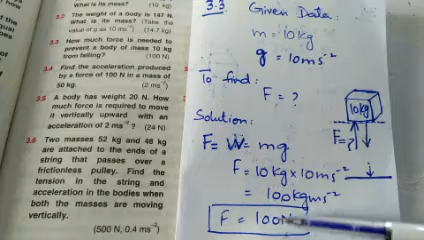 What is its mass? (10 kg)
3.2 The weight of a body is 147 N.
What is its mass? (Take the
value of g as 10 ms⁻²) (14.7 kg)
3.3 How much force is needed to
prevent a body of mass 10 kg
from falling? (100 N)
3.4 Find the acceleration produced
by a force of 100 N in a mass of
50 kg. (2 ms⁻²)
3.5 A body has weight 20 N. How
much force is required to move
it vertically upward with an
acceleration of 2 ms⁻²? (24 N)
3.6 Two masses 52 kg and 48 kg
are attached to the ends of a
string that passes over a
frictionless pulley. Find the
tension in the string and
acceleration in the bodies when
both the masses are moving
vertically.
(500 N, 0.4 ms⁻²)
3.3 Given Data:
m = 10kg
g = 10ms⁻²
To find:
F = ?
Solution:
10kg
F=?
F = W = mg
F = 10kg x 10ms⁻²
= 100kgms⁻²
F = 100N